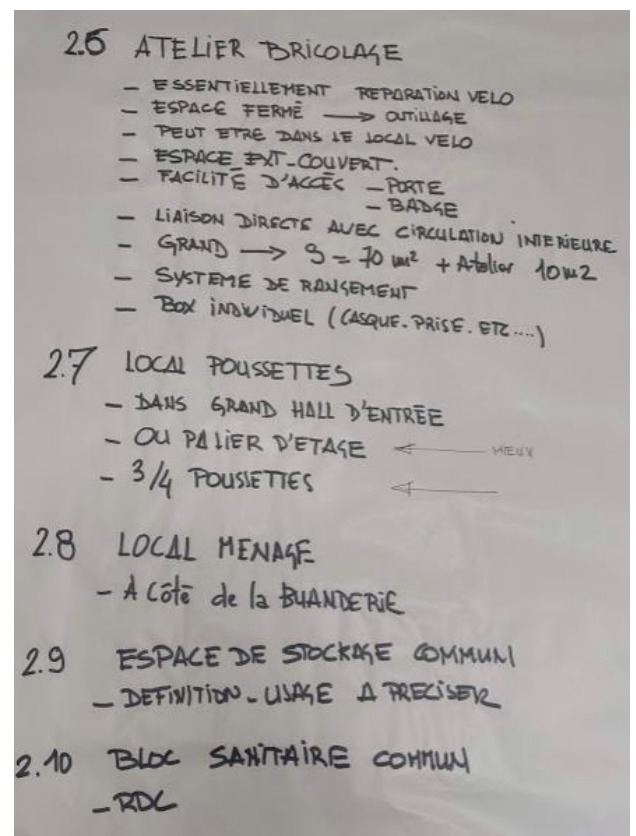 2.6 ATELIER BRICOLAGE
- ESSENTIELLEMENT REPARATION VELO
- ESPACE FERMÉ → OUTILLAGE
- PEUT ETRE DANS LE LOCAL VELO
- ESPACE EXT-COUVERT.
- FACILITÉ D'ACCÈS - PORTE
- BADGE
- LIAISON DIRECTE AVEC CIRCULATION INTERIEURE
- GRAND → S = 70 m² + Atelier 10m2
- SYSTEME DE RANGEMENT
- BOX INDIVIDUEL (CASQUE. PRISE. ETC....)
2.7 LOCAL POUSSETTES
- DANS GRAND HALL D'ENTRÉE
- OU PALIER D'ETAGE ← MIEUX
- 3/4 POUSSETTES ←
2.8 LOCAL MENAGE
- A Côté de la BUANDERIE
2.9 ESPACE DE STOCKAGE COMMUN
- DEFINITION - USAGE A PRECISER
2.10 BLOC SANITAIRE COMMUN
- RDC